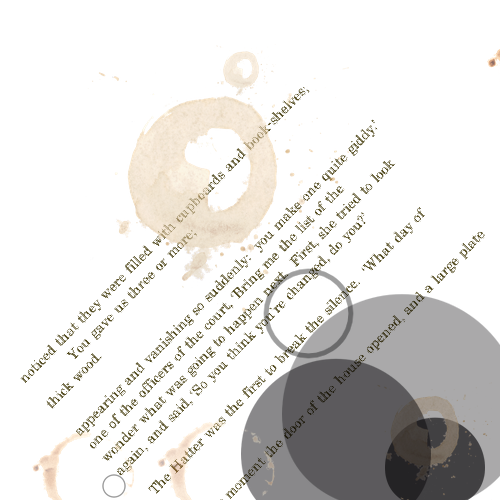 noticed that they were filled with cupboards and book-shelves;
You gave us three or more;
thick wood.
appearing and vanishing so suddenly: you make one quite giddy.'
one of the officers of the court, 'Bring me the list of the
wonder what was going to happen next. First, she tried to look
again, and said, 'So you think you're changed, do you?'
The Hatter was the first to break the silence. 'What day of
moment the door of the house opened, and a large plate